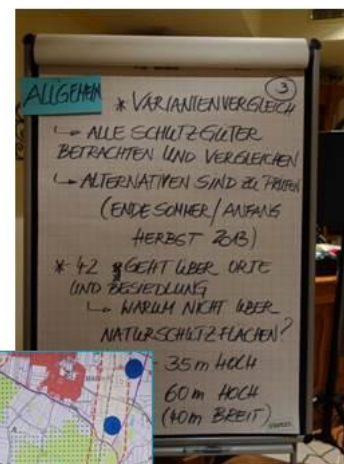 ALLGEMEIN
3
* VARIANTENVERGLEICH
↳ ALLE SCHUTZGÜTER
BETRACHTEN UND VERGLEICHEN
↳ ALTERNATIVEN SIND ZU PRÜFEN
(ENDE SOMMER / ANFANG
HERBST 2013)
* 42 GEHT ÜBER ORTE
UND BESIEDLUNG
↳ WARUM NICHT ÜBER
NATURSCHUTZFLÄCHEN?
35m HOCH
60m HOCH
(40m BREIT)